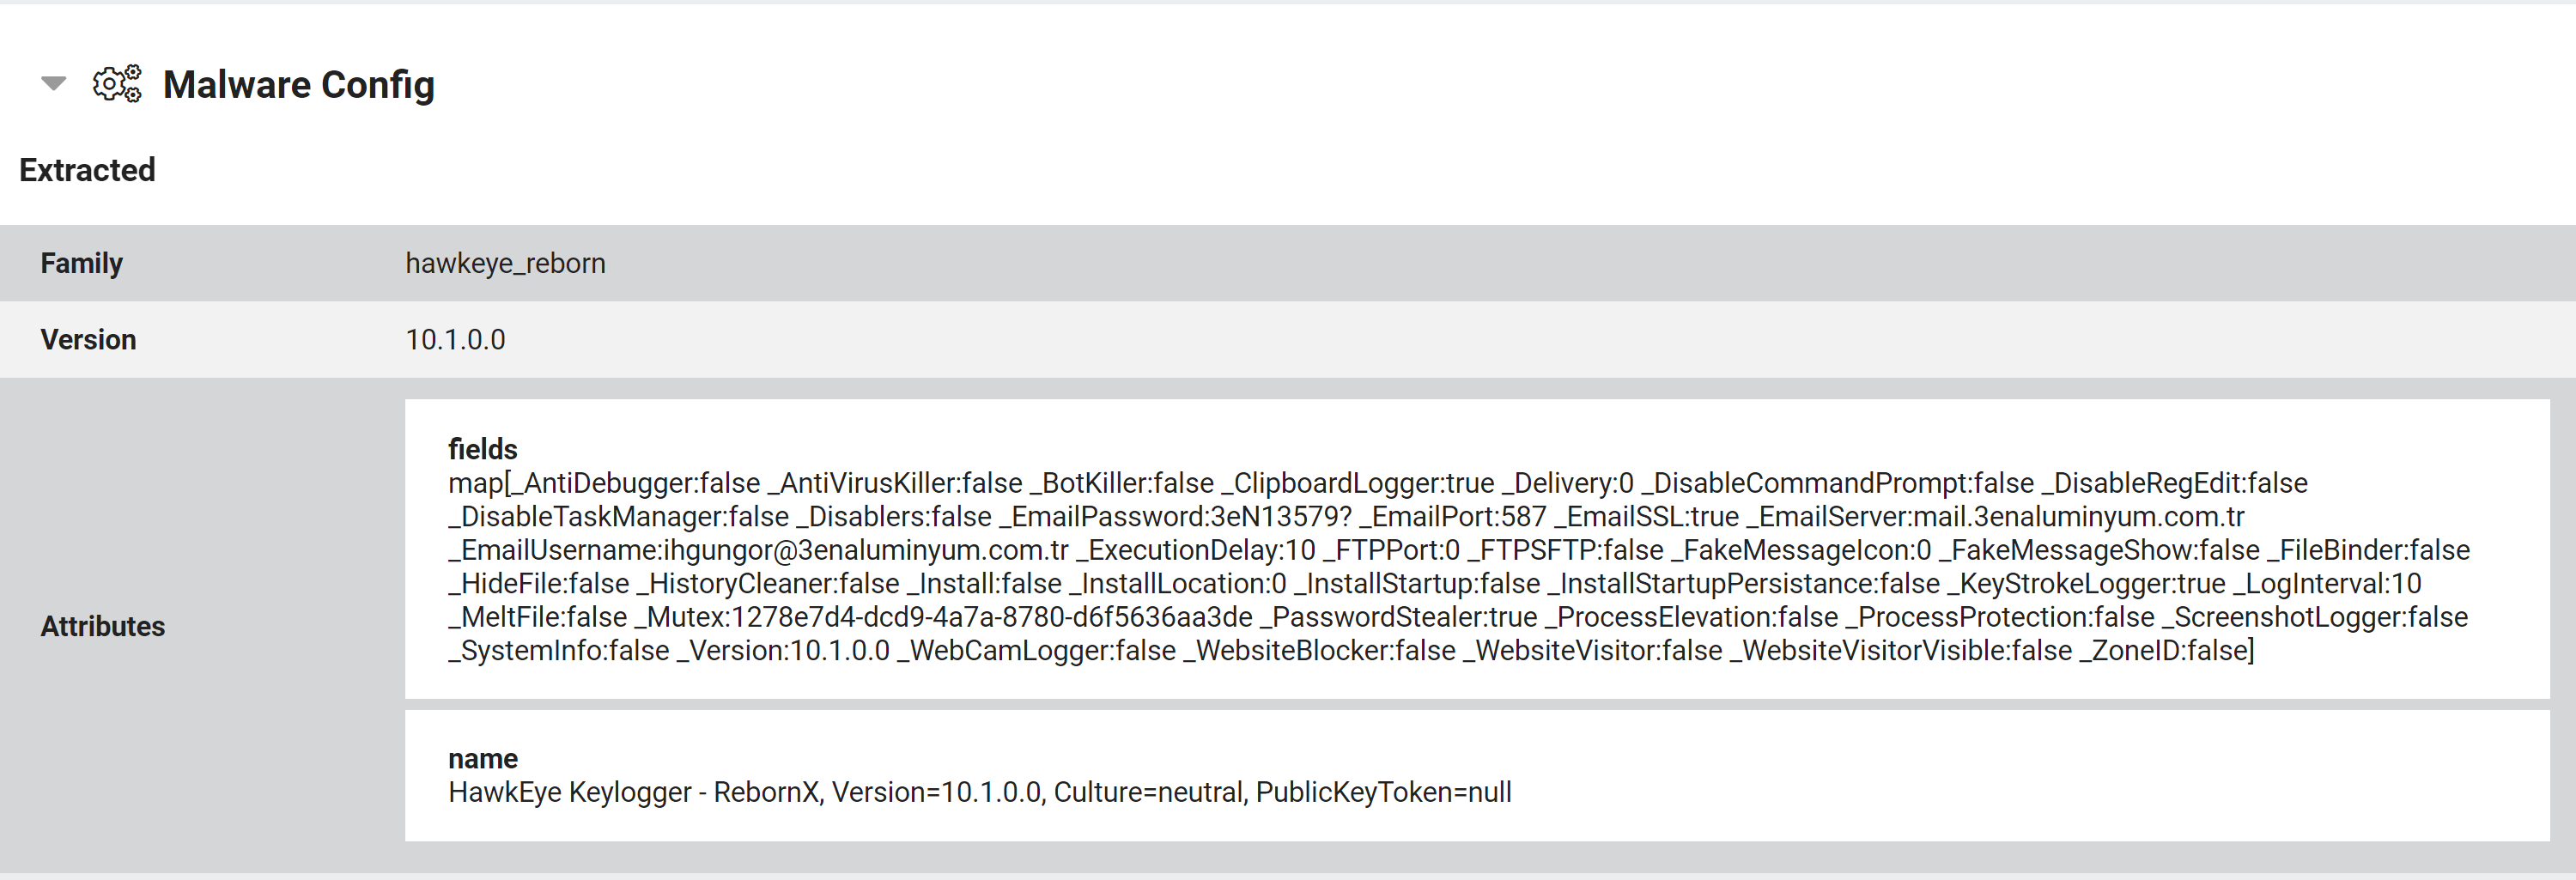 Malware Config
Extracted
Family hawkeye_reborn
Version 10.1.0.0
Attributes
fields
map[_AntiDebugger:false _AntiVirusKiller:false _BotKiller:false _ClipboardLogger:true _Delivery:0 _DisableCommandPrompt:false _DisableRegEdit:false
_DisableTaskManager:false _Disablers:false _EmailPassword:3eN13579? _EmailPort:587 _EmailSSL:true _EmailServer:mail.3enaluminyum.com.tr
_EmailUsername:ihgungor@3enaluminyum.com.tr _ExecutionDelay:10 _FTPPort:0 _FTPSFTP:false _FakeMessageIcon:0 _FakeMessageShow:false _FileBinder:false
_HideFile:false _HistoryCleaner:false _Install:false _InstallLocation:0 _InstallStartup:false _InstallStartupPersistance:false _KeyStrokeLogger:true _LogInterval:10
_MeltFile:false _Mutex:1278e7d4-dcd9-4a7a-8780-d6f5636aa3de _PasswordStealer:true _ProcessElevation:false _ProcessProtection:false _ScreenshotLogger:false
_SystemInfo:false _Version:10.1.0.0 _WebCamLogger:false _WebsiteBlocker:false _WebsiteVisitor:false _WebsiteVisitorVisible:false _ZoneID:false]
name
HawkEye Keylogger - RebornX, Version=10.1.0.0, Culture=neutral, PublicKeyToken=null